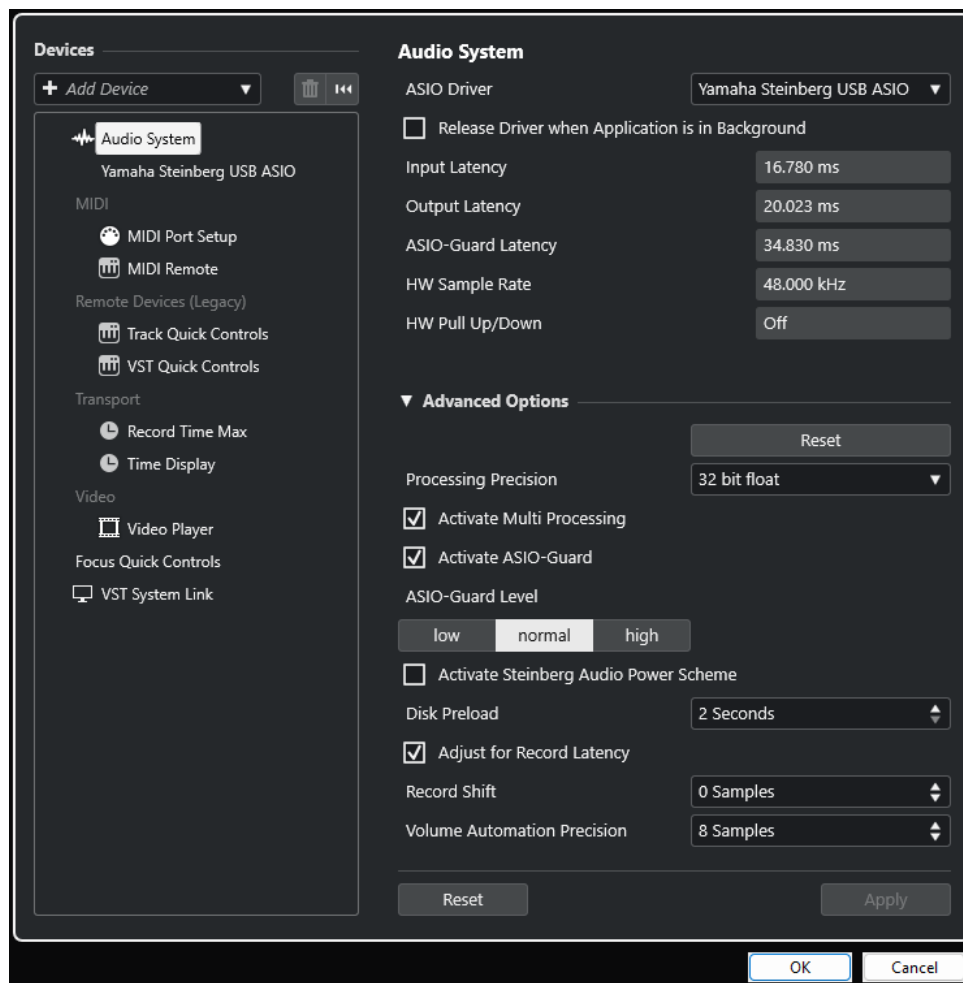 Devices
Add Device
Audio System
Yamaha Steinberg USB ASIO
MIDI
MIDI Port Setup
MIDI Remote
Remote Devices (Legacy)
Track Quick Controls
VST Quick Controls
Transport
Record Time Max
Time Display
Video
Video Player
Focus Quick Controls
VST System Link
Audio System
ASIO Driver Yamaha Steinberg USB ASIO
Release Driver when Application is in Background
Input Latency 16.780 ms
Output Latency 20.023 ms
ASIO-Guard Latency 34.830 ms
HW Sample Rate 48.000 kHz
HW Pull Up/Down Off
Advanced Options
Reset
Processing Precision 32 bit float
Activate Multi Processing
Activate ASIO-Guard
ASIO-Guard Level
low normal high
Activate Steinberg Audio Power Scheme
Disk Preload 2 Seconds
Adjust for Record Latency
Record Shift 0 Samples
Volume Automation Precision 8 Samples
Reset Apply
OK Cancel